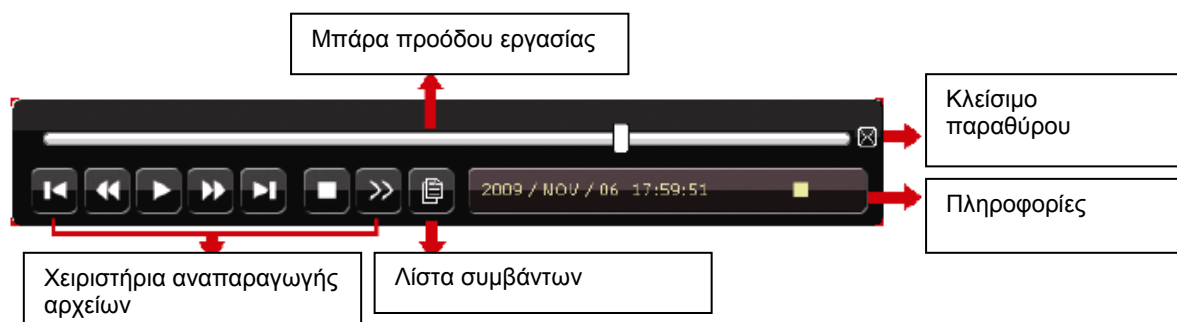 Μπάρα προόδου εργασίας
Κλείσιμο
παραθύρου
2009 / NOV / 06 17:59:51
Πληροφορίες
Χειριστήρια αναπαραγωγής
αρχείων
Λίστα συμβάντων